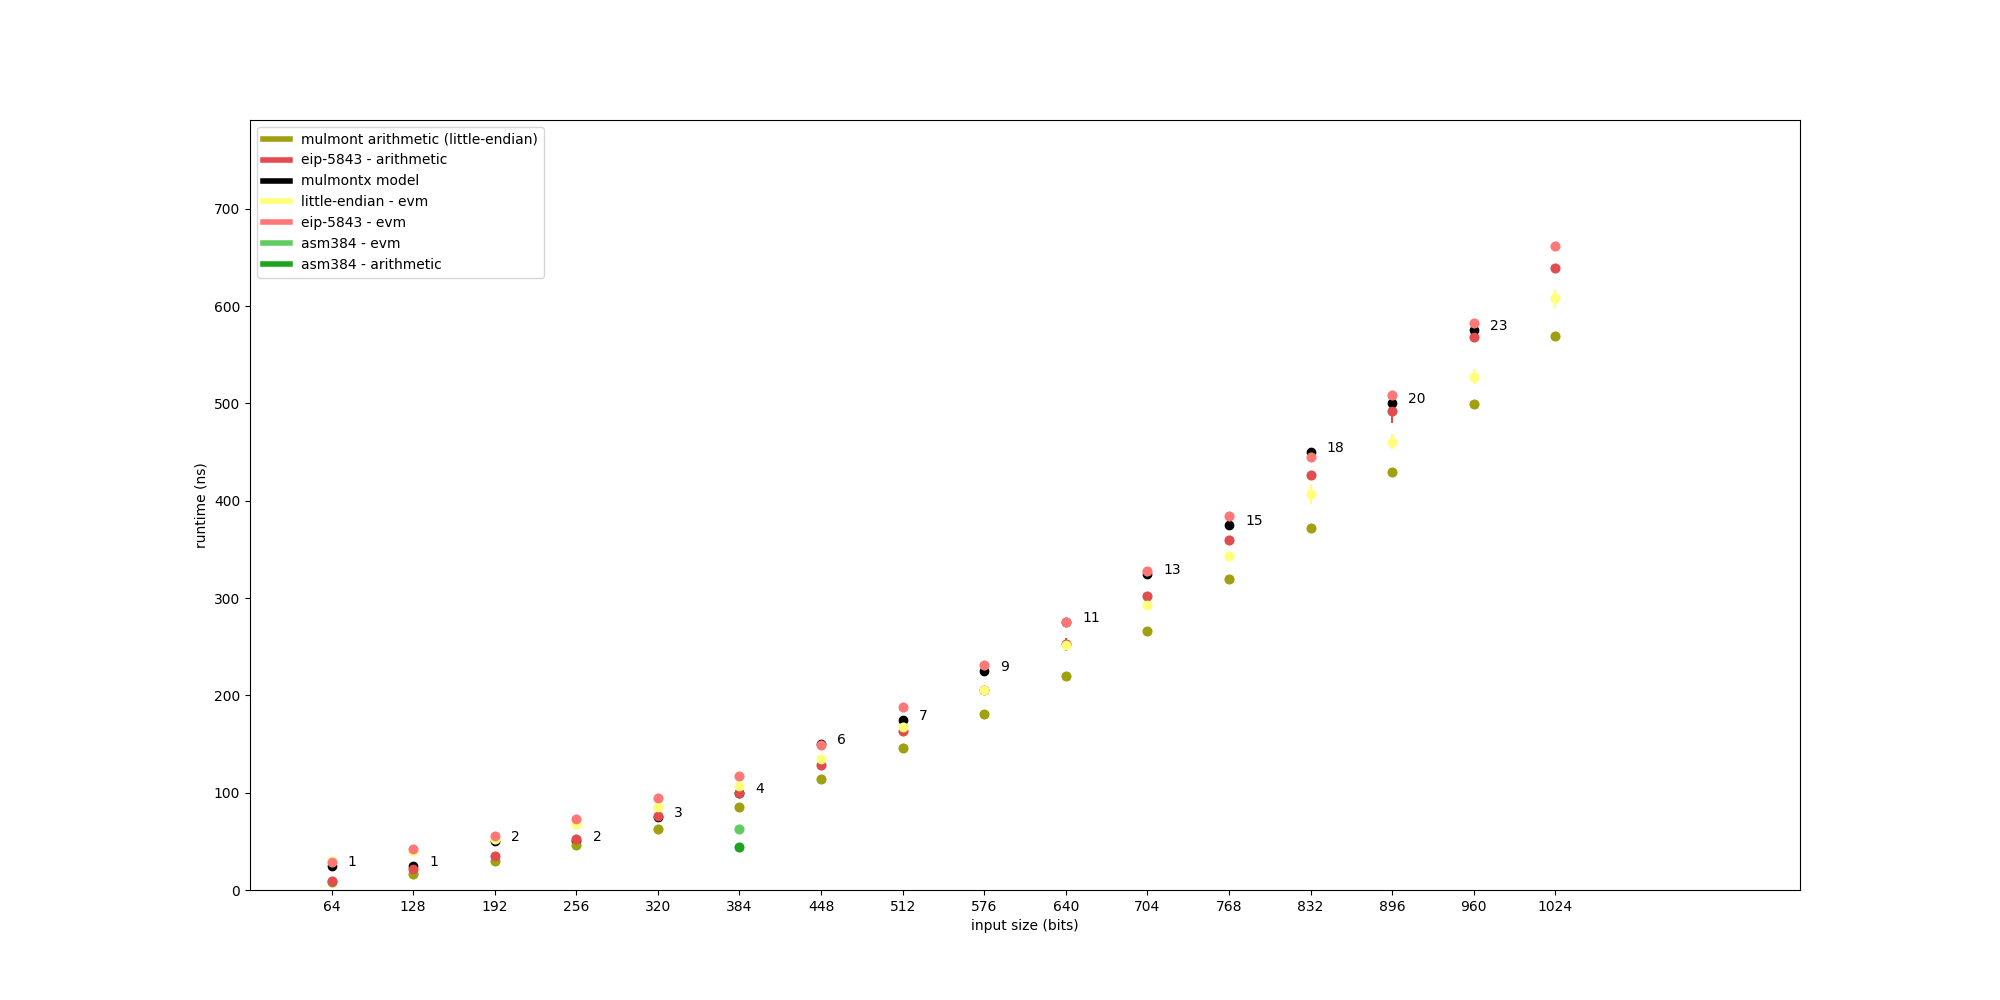 mulmont arithmetic (little-endian)
eip-5843 - arithmetic
mulmontx model
little-endian - evm
eip-5843 - evm
asm384 - evm
asm384 - arithmetic
700
600
500
400
300
200
100
0
runtime (ns)
23
20
18
15
13
11
9
7
6
4
3
2
2
1
1
64 128 192 256 320 384 448 512 576 640 704 768 832 896 960 1024
input size (bits)